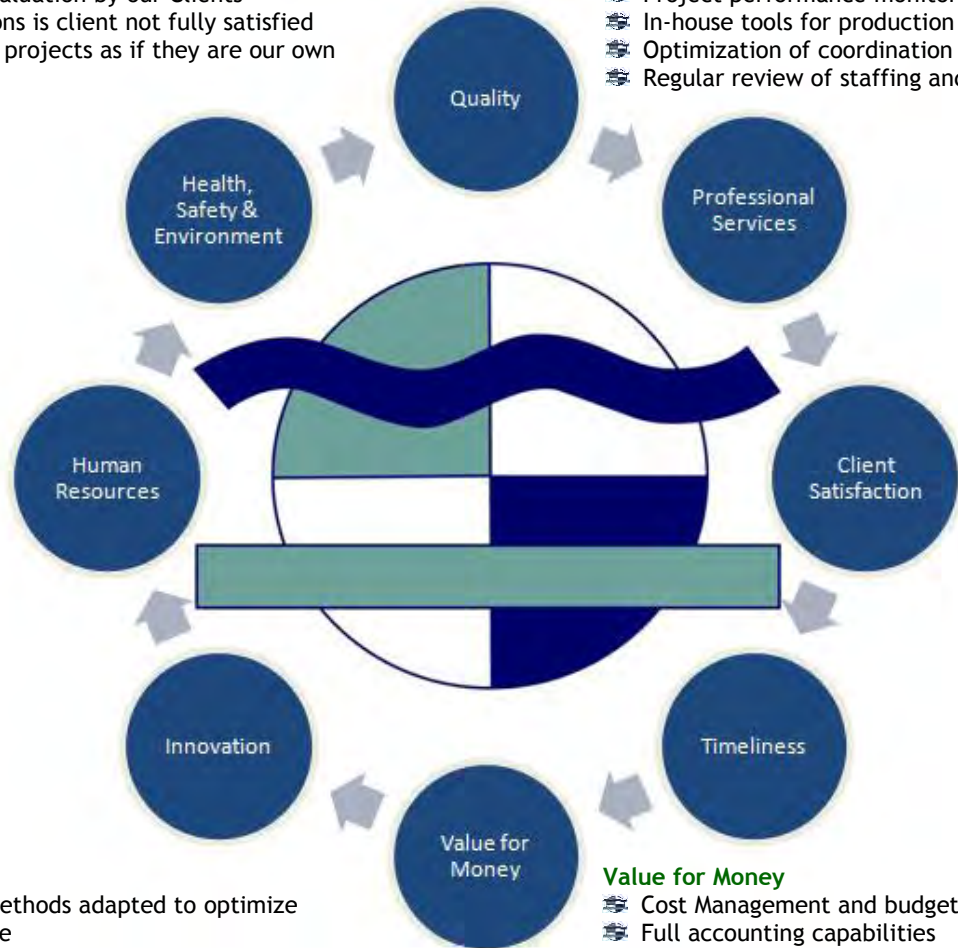 valuation by our Clients
ons is client not fully satisfied
projects as if they are our own
Project performance monitor
In-house tools for production
Optimization of coordination
Regular review of staffing and
Quality
Professional
Services
Client
Satisfaction
Timeliness
Value for
Money
Innovation
Human
Resources
Health,
Safety &
Environment
ethods adapted to optimize
e
Value for Money
Cost Management and budget
Full accounting capabilities